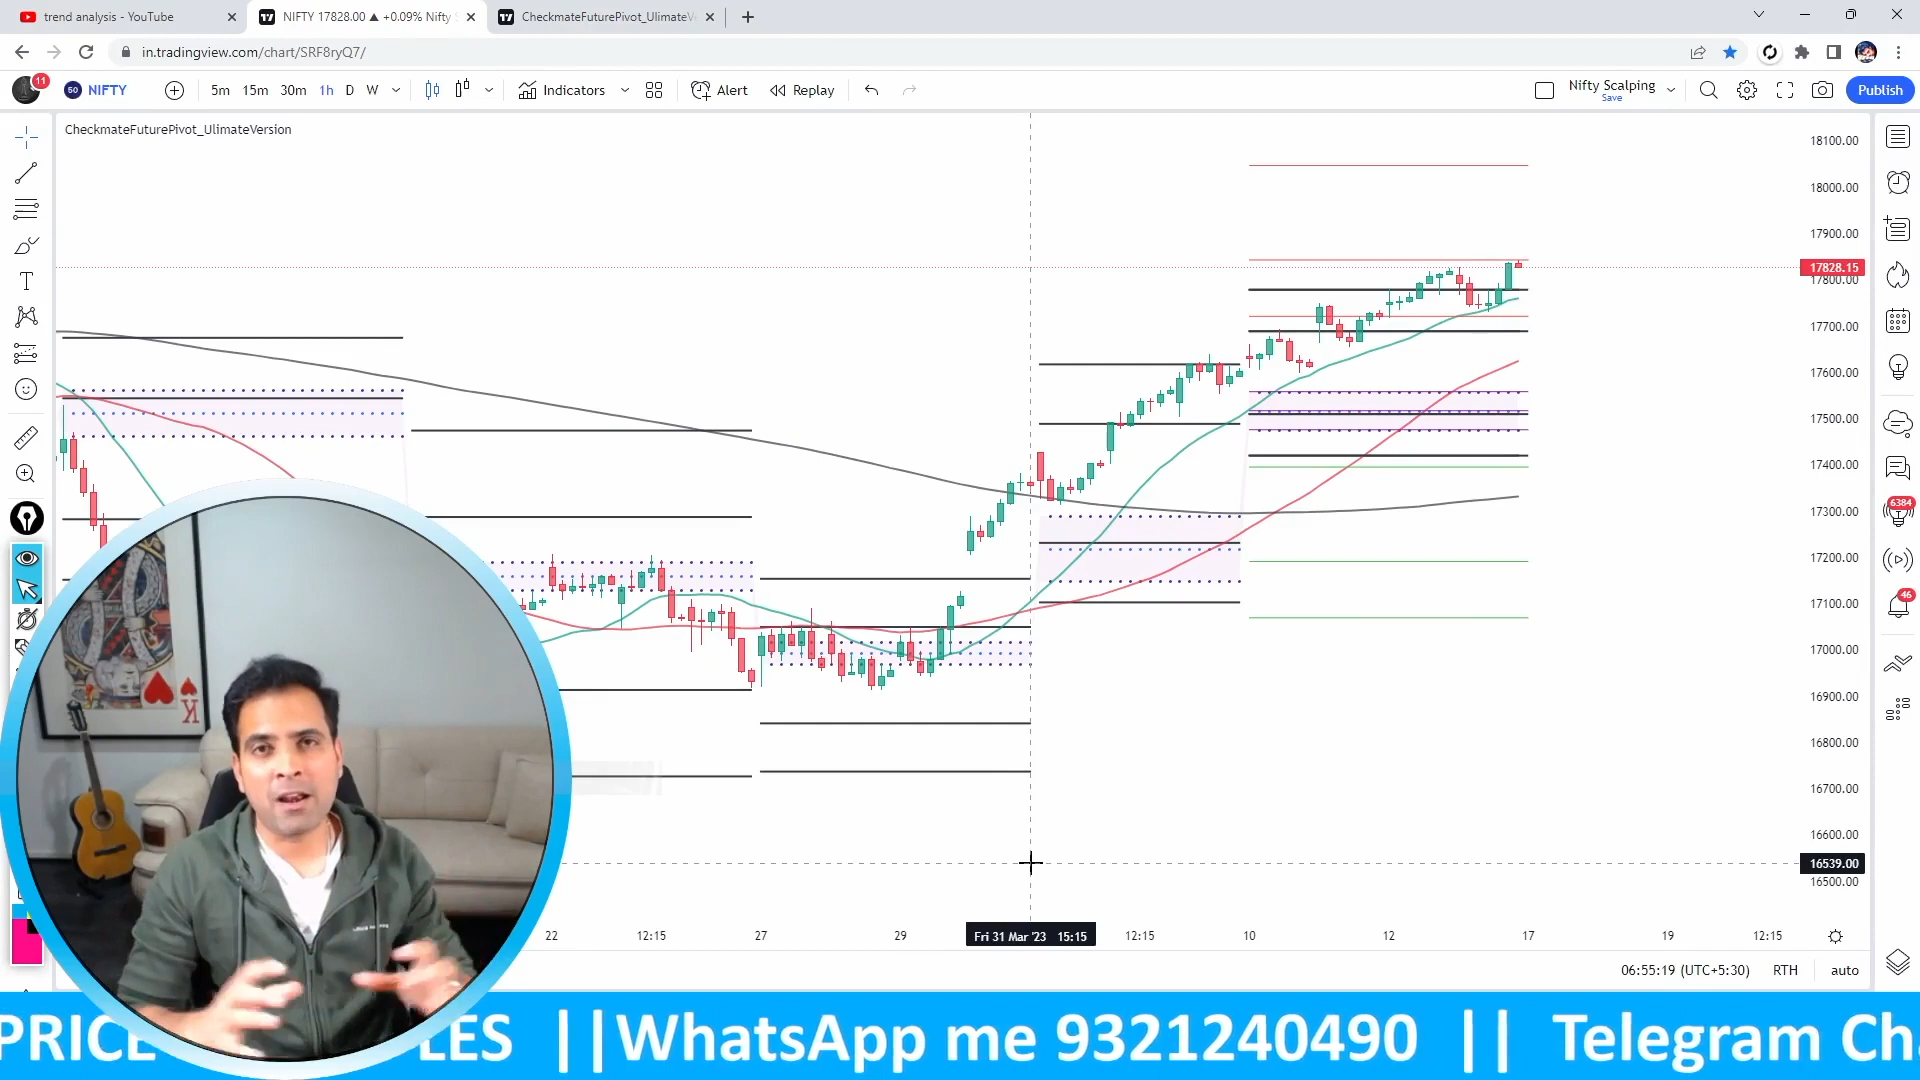 trend analysis - YouTube
NIFTY 17828.00 ▲ +0.09% Nifty
CheckmateFuturePivot_UlimateV
in.tradingview.com/chart/SRF8ryQ7/
11
50
NIFTY
5m
15m
30m
1h
D
W
Indicators
Alert
Replay
Nifty Scalping
Save
Publish
CheckmateFuturePivot_UlimateVersion
18100.00
18000.00
17900.00
17828.15
17800.00
17700.00
17600.00
17500.00
17400.00
17300.00
17200.00
17100.00
17000.00
16900.00
16800.00
16700.00
16600.00
16539.00
16500.00
6384
46
K
22
12:15
27
29
Fri 31 Mar '23 15:15
12:15
10
12
17
19
12:15
06:55:19 (UTC+5:30)
RTH
auto
PRICE
LES || WhatsApp me 9321240490 || Telegram Ch